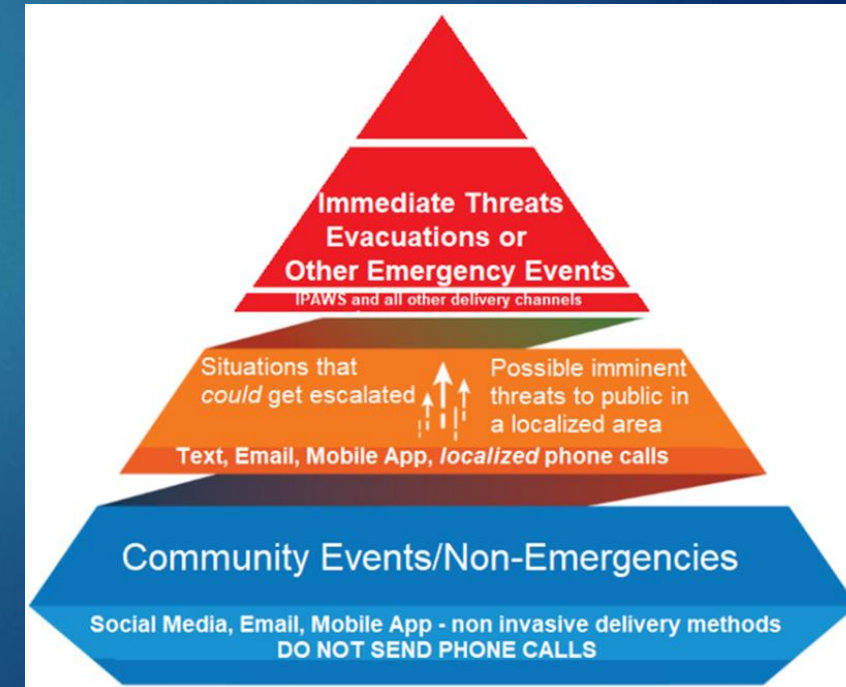 Immediate Threats
Evacuations or
Other Emergency Events
IPAWS and all other delivery channels
Situations that
could get escalated
Possible imminent
threats to public in
a localized area
Text, Email, Mobile App, localized phone calls
Community Events/Non-Emergencies
Social Media, Email, Mobile App - non invasive delivery methods
DO NOT SEND PHONE CALLS